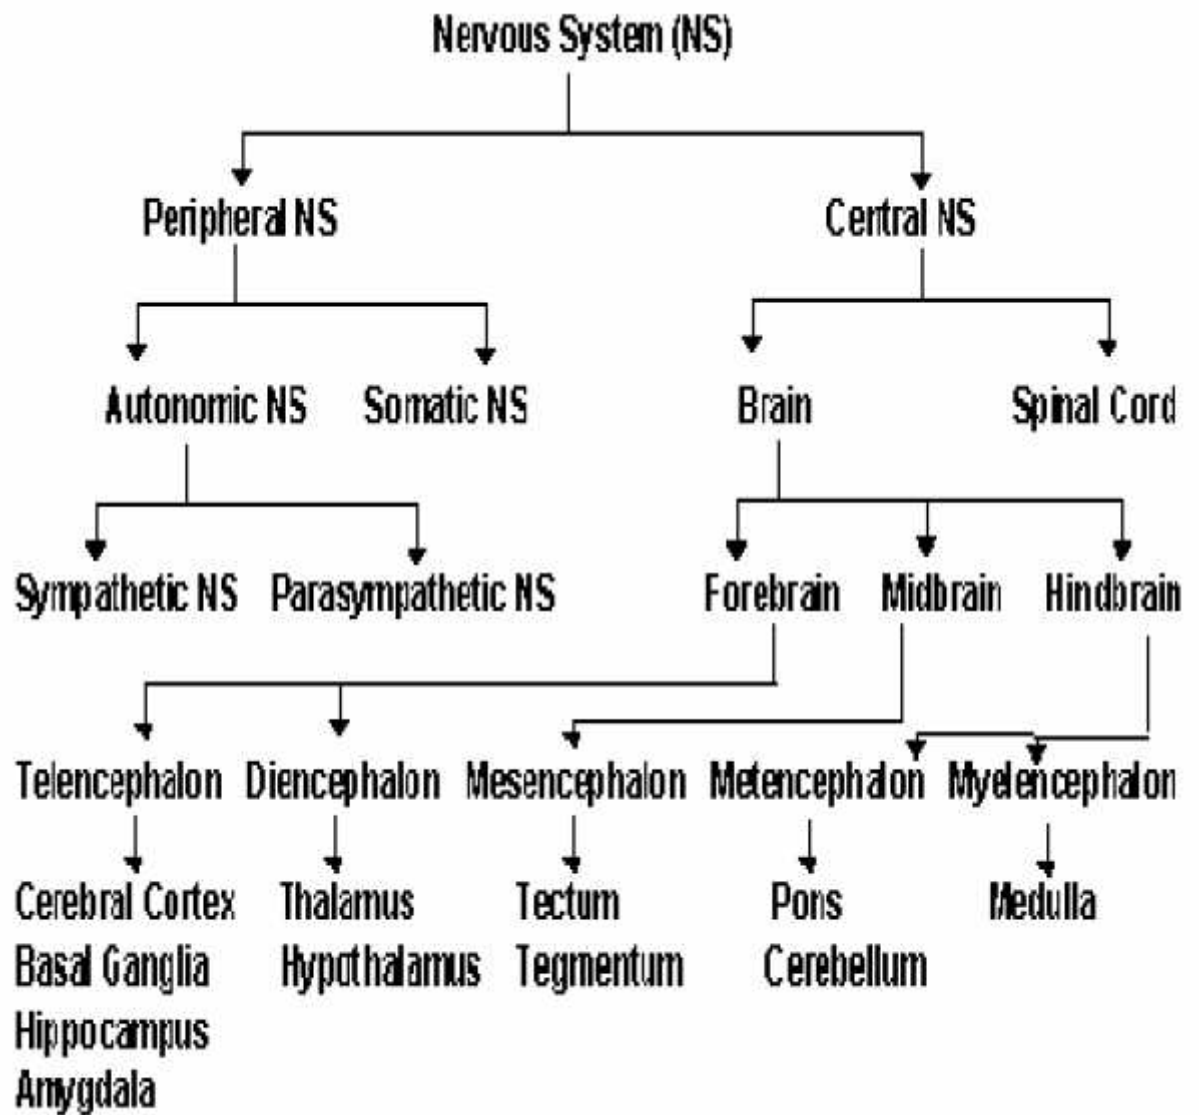 Nervous System (NS)
Peripheral NS Central NS
Autonomic NS Somatic NS Brain Spinal Cord
Sympathetic NS Parasympathetic NS Forebrain Midbrain Hindbrain
Telencephalon Diencephalon Mesencephalon Metencephalon Myelencephalon
Cerebral Cortex Thalamus Tectum Pons Medulla
Basal Ganglia Hypothalamus Tegmentum Cerebellum
Hippocampus
Amygdala